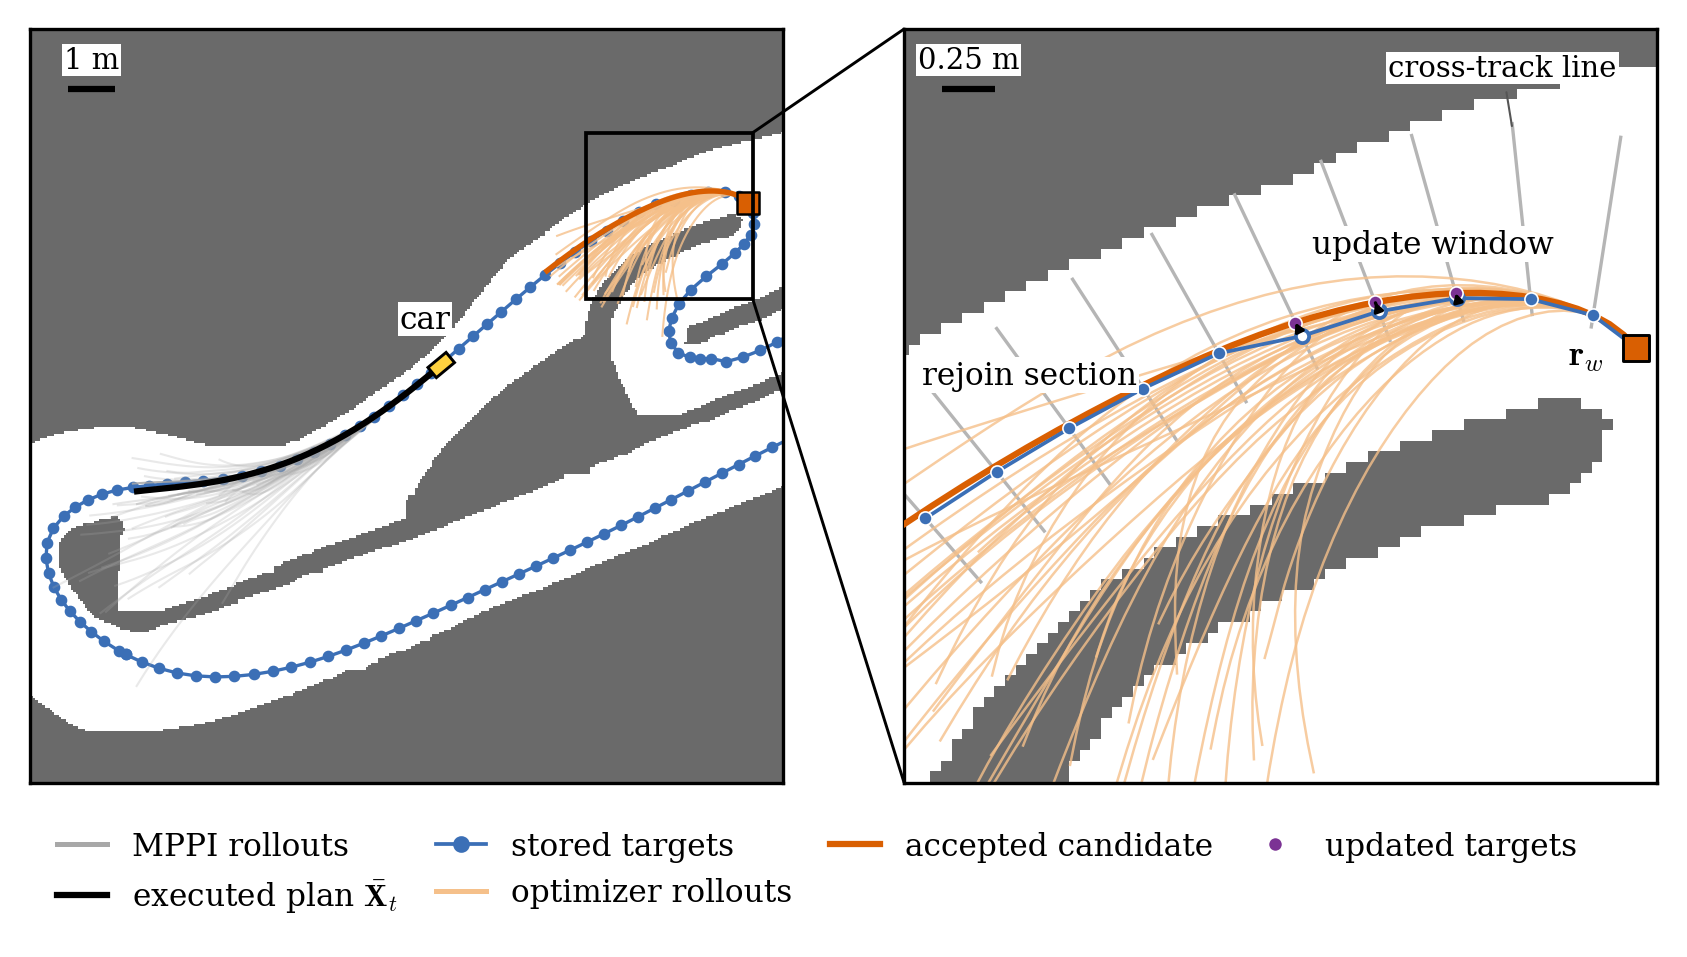 1 m
car
0.25 m
cross-track line
update window
rejoin section
𝐫_w
MPPI rollouts
stored targets
accepted candidate
updated targets
executed plan X̄_t
optimizer rollouts